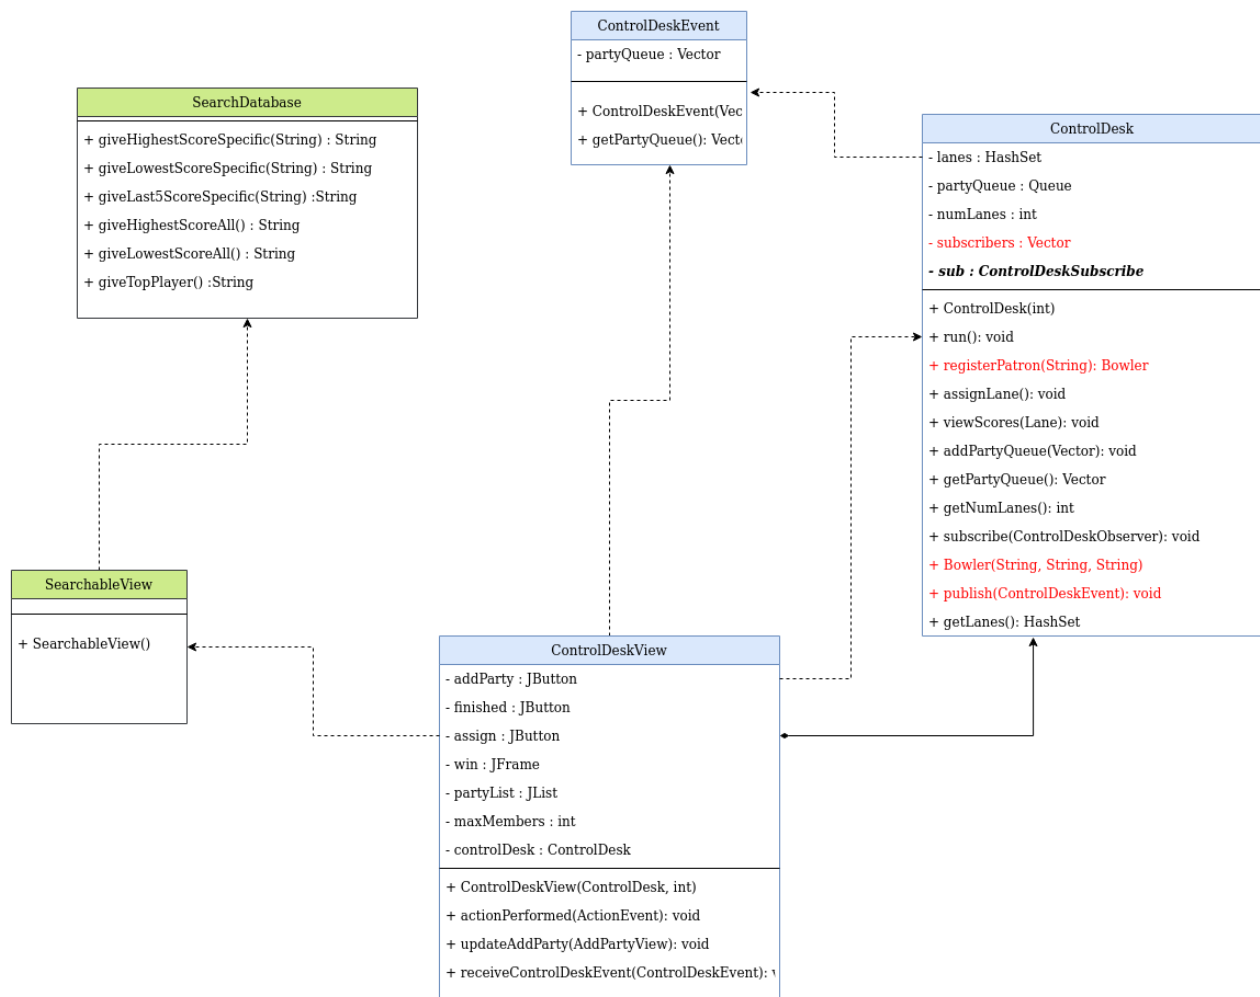 ControlDeskEvent
- partyQueue : Vector
+ ControlDeskEvent(Vec
+ getPartyQueue(): Vect
SearchDatabase
+ giveHighestScoreSpecific(String) : String
+ giveLowestScoreSpecific(String) : String
+ giveLast5ScoreSpecific(String) :String
+ giveHighestScoreAll() : String
+ giveLowestScoreAll() : String
+ giveTopPlayer() :String
ControlDesk
- lanes : HashSet
- partyQueue : Queue
- numLanes : int
- subscribers : Vector
- sub : ControlDeskSubscribe
+ ControlDesk(int)
+ run(): void
+ registerPatron(String): Bowler
+ assignLane(): void
+ viewScores(Lane): void
+ addPartyQueue(Vector): void
+ getPartyQueue(): Vector
+ getNumLanes(): int
+ subscribe(ControlDeskObserver): void
+ Bowler(String, String, String)
+ publish(ControlDeskEvent): void
+ getLanes(): HashSet
SearchableView
+ SearchableView()
ControlDeskView
- addParty : JButton
- finished : JButton
- assign : JButton
- win : JFrame
- partyList : JList
- maxMembers : int
- controlDesk : ControlDesk
+ ControlDeskView(ControlDesk, int)
+ actionPerformed(ActionEvent): void
+ updateAddParty(AddPartyView): void
+ receiveControlDeskEvent(ControlDeskEvent):